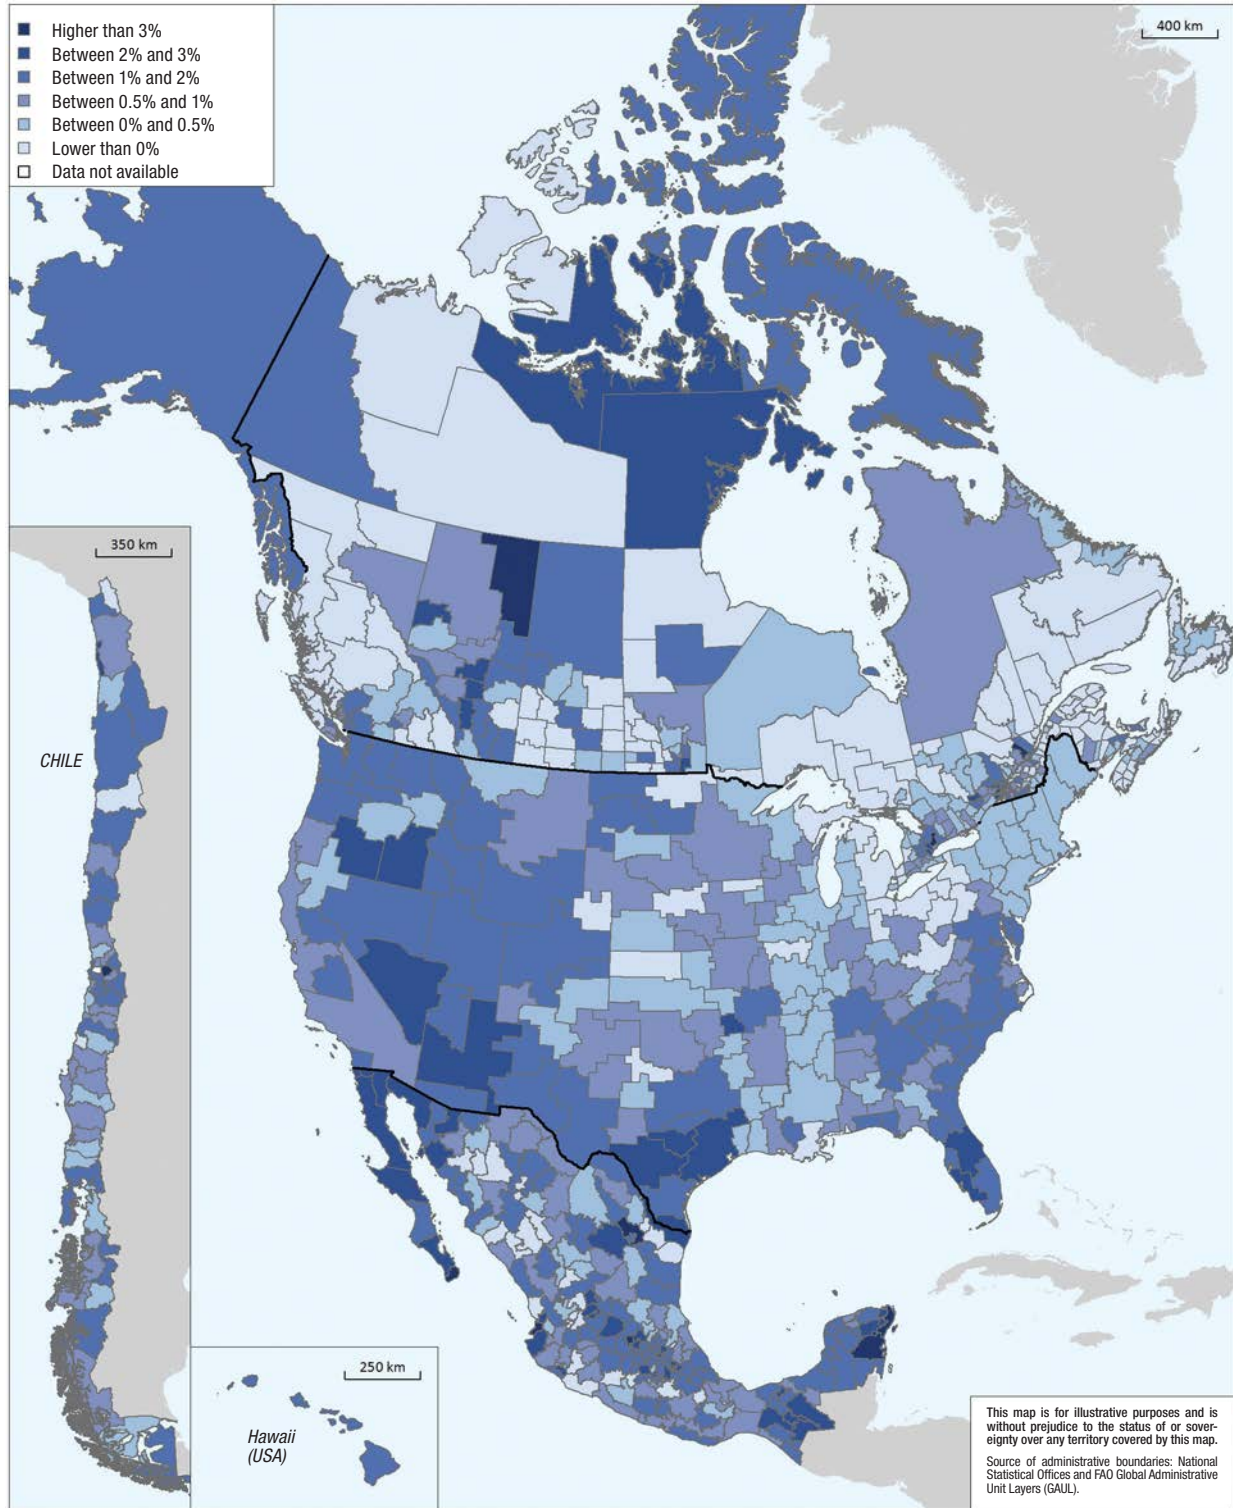 Higher than 3%
Between 2% and 3%
Between 1% and 2%
Between 0.5% and 1%
Between 0% and 0.5%
Lower than 0%
Data not available
400 km
350 km
CHILE
250 km
Hawaii
(USA)
This map is for illustrative purposes and is
without prejudice to the status of or sover-
eignty over any territory covered by this map.
Source of administrative boundaries: National
Statistical Offices and FAO Global Administrative
Unit Layers (GAUL).